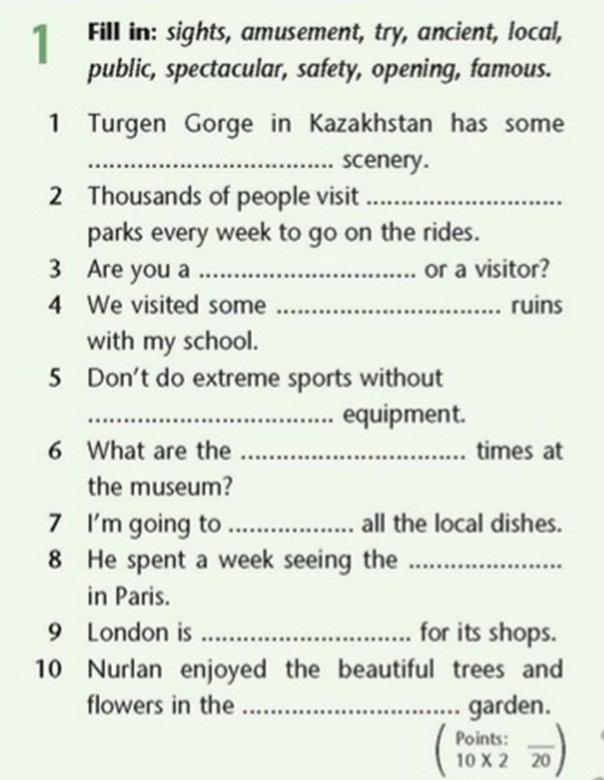 1 Fill in: sights, amusement, try, ancient, local,
public, spectacular, safety, opening, famous.
1 Turgen Gorge in Kazakhstan has some
.................................. scenery.
2 Thousands of people visit ...........................
parks every week to go on the rides.
3 Are you a .............................. or a visitor?
4 We visited some ............................... ruins
with my school.
5 Don't do extreme sports without
.................................. equipment.
6 What are the ............................... times at
the museum?
7 I'm going to ................. all the local dishes.
8 He spent a week seeing the .....................
in Paris.
9 London is ............................. for its shops.
10 Nurlan enjoyed the beautiful trees and
flowers in the .............................. garden.
(Points: __
10 X 2 20)